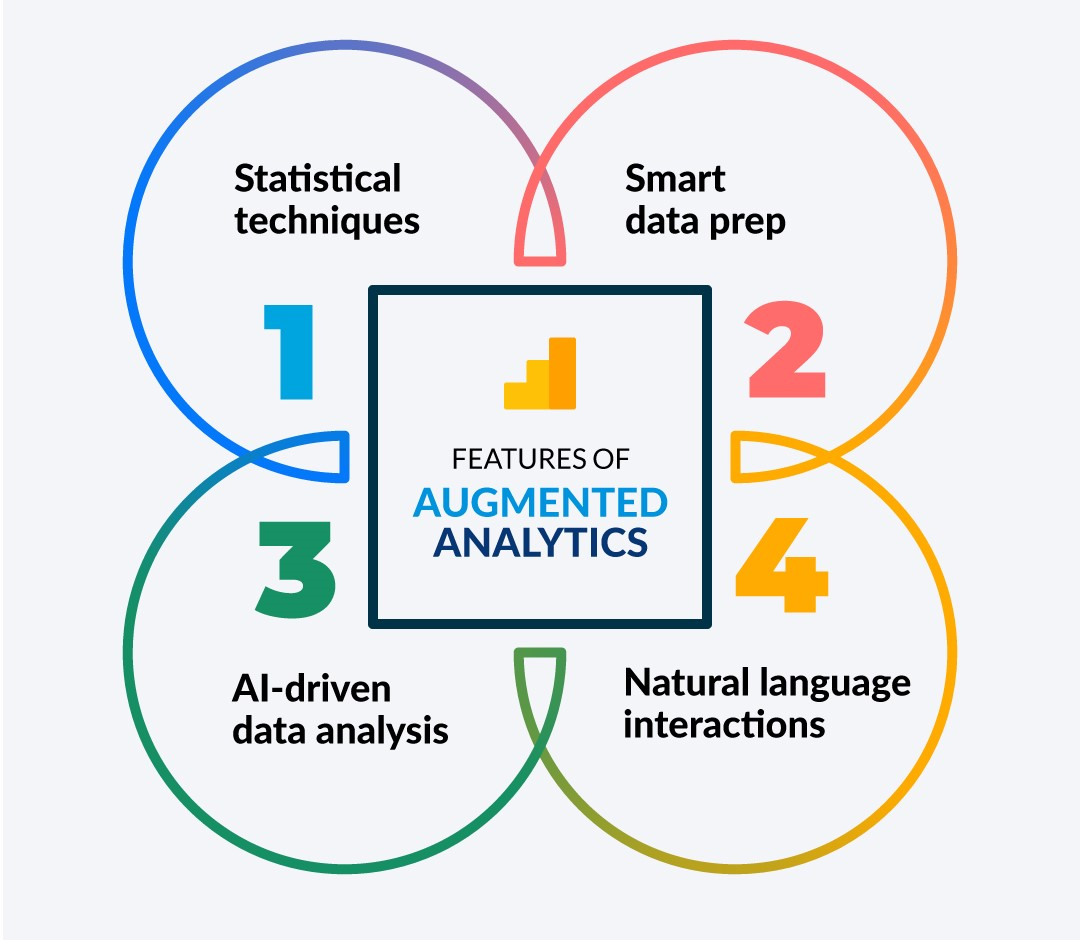 Statistical
techniques
1
Smart
data prep
2
FEATURES OF
AUGMENTED
ANALYTICS
3
AI-driven
data analysis
4
Natural language
interactions